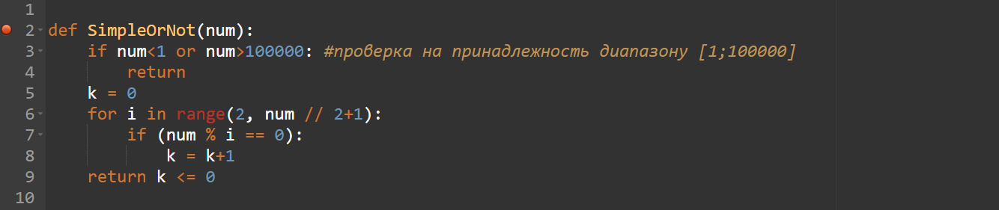 1
2 def SimpleOrNot(num):
3 if num<1 or num>100000: #проверка на принадлежность диапазону [1;100000]
4 return
5 k = 0
6 for i in range(2, num // 2+1):
7 if (num % i == 0):
8 k = k+1
9 return k <= 0
10